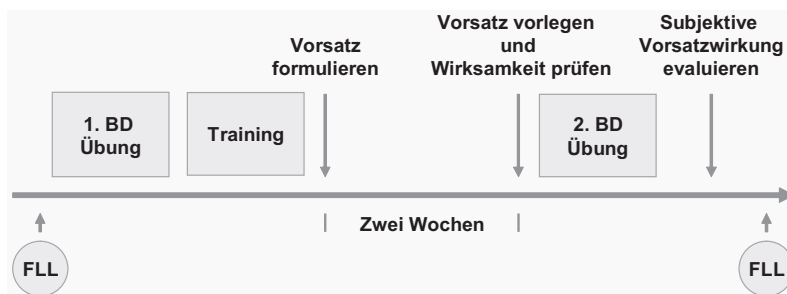 Vorsatz
formulieren
Vorsatz vorlegen
und
Wirksamkeit prüfen
Subjektive
Vorsatzwirkung
evaluieren
1. BD
Übung
Training
2. BD
Übung
Zwei Wochen
FLL
FLL